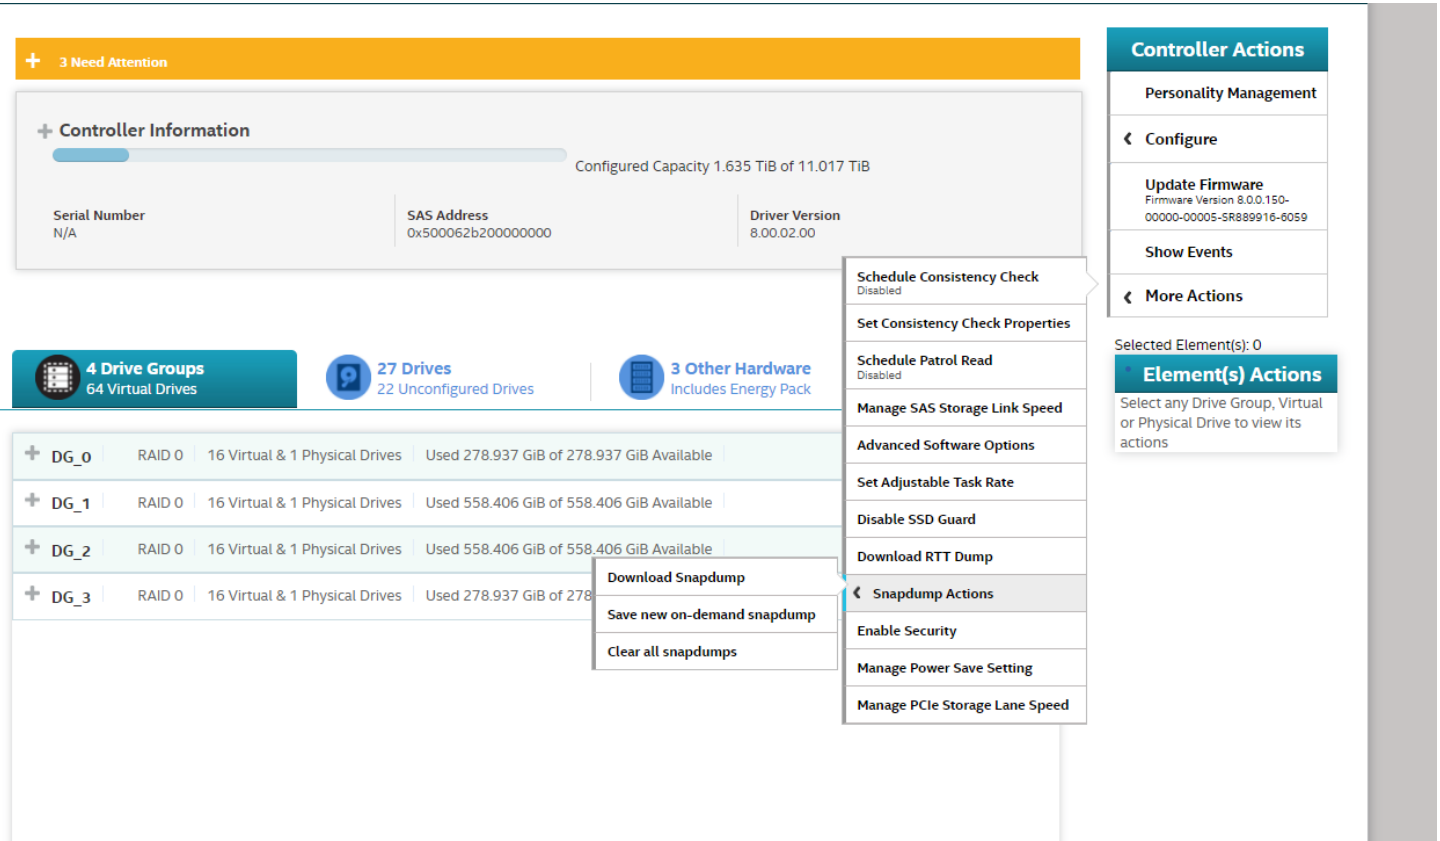 3 Need Attention
Controller Information
Configured Capacity 1.635 TiB of 11.017 TiB
Serial Number
N/A
SAS Address
0x500062b200000000
Driver Version
8.00.02.00
4 Drive Groups
64 Virtual Drives
27 Drives
22 Unconfigured Drives
3 Other Hardware
Includes Energy Pack
DG_0 RAID 0 16 Virtual & 1 Physical Drives Used 278.937 GiB of 278.937 GiB Available
DG_1 RAID 0 16 Virtual & 1 Physical Drives Used 558.406 GiB of 558.406 GiB Available
DG_2 RAID 0 16 Virtual & 1 Physical Drives Used 558.406 GiB of 558.406 GiB Available
DG_3 RAID 0 16 Virtual & 1 Physical Drives Used 278.937 GiB of 278
Download Snapdump
Save new on-demand snapdump
Clear all snapdumps
Schedule Consistency Check
Disabled
Set Consistency Check Properties
Schedule Patrol Read
Disabled
Manage SAS Storage Link Speed
Advanced Software Options
Set Adjustable Task Rate
Disable SSD Guard
Download RTT Dump
Snapdump Actions
Enable Security
Manage Power Save Setting
Manage PCIe Storage Lane Speed
Controller Actions
Personality Management
Configure
Update Firmware
Firmware Version 8.0.0.150-
00000-00005-SR889916-6059
Show Events
More Actions
Selected Element(s): 0
Element(s) Actions
Select any Drive Group, Virtual
or Physical Drive to view its
actions